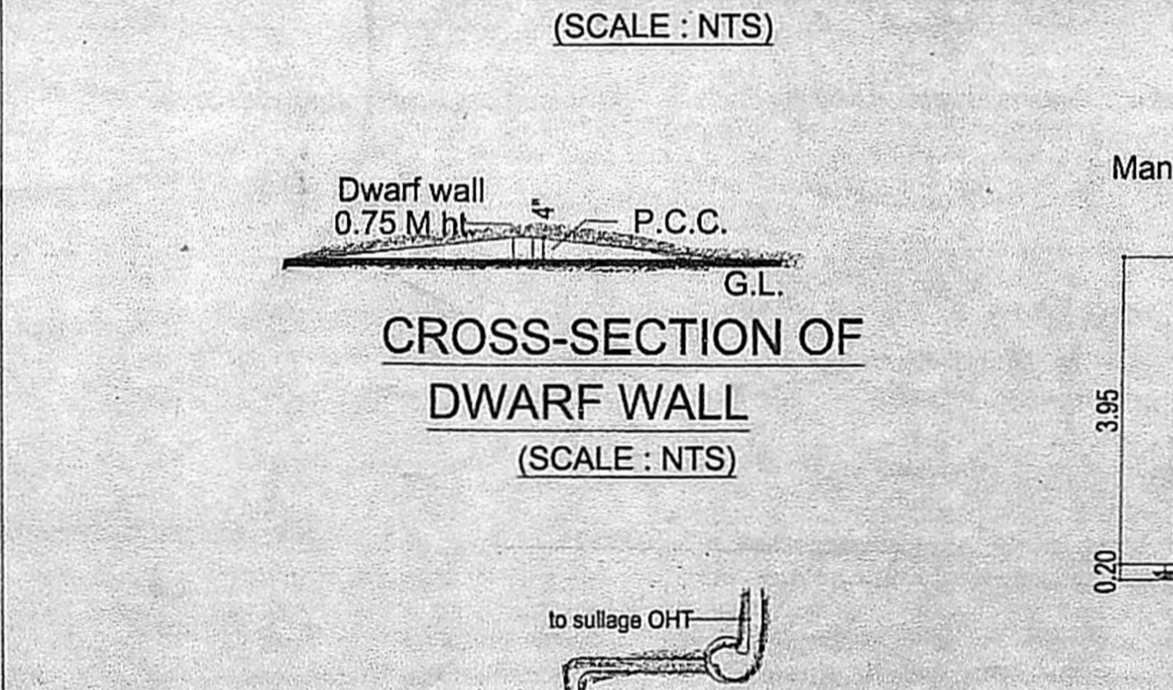 (SCALE : NTS)
Man
Dwarf wall
0.75 M ht.
4"
P.C.C.
G.L.
CROSS-SECTION OF
DWARF WALL
(SCALE : NTS)
3.95
0.20
to sullage OHT